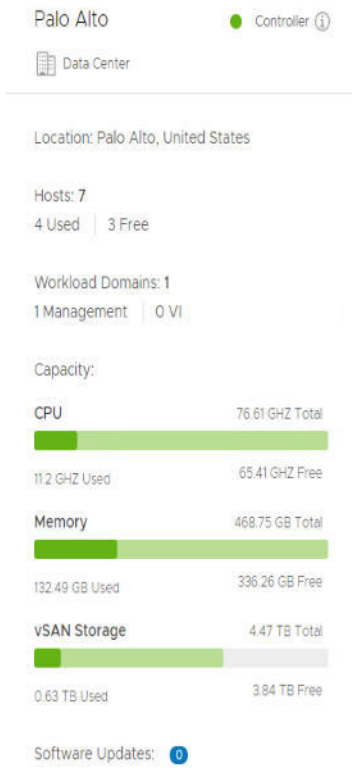 Palo Alto
Controller
Data Center
Location: Palo Alto, United States
Hosts: 7
4 Used 3 Free
Workload Domains: 1
1 Management 0 VI
Capacity:
CPU 76.61 GHZ Total
11.2 GHZ Used 65.41 GHZ Free
Memory 468.75 GB Total
132.49 GB Used 336.26 GB Free
vSAN Storage 4.47 TB Total
0.63 TB Used 3.84 TB Free
Software Updates: 0